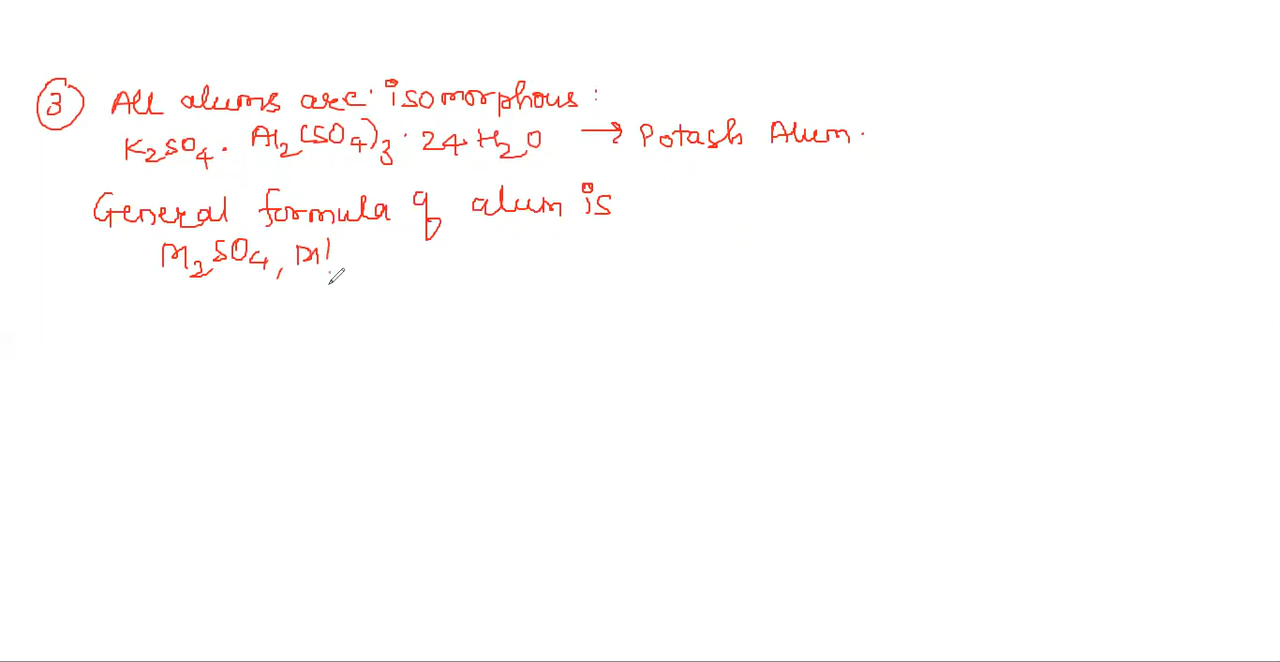 ③ All alums are isomorphous :
K₂SO₄ . Al₂(SO₄)₃ . 24 H₂O → Potash Alum.
General formula of alum is
M₂SO₄, M'